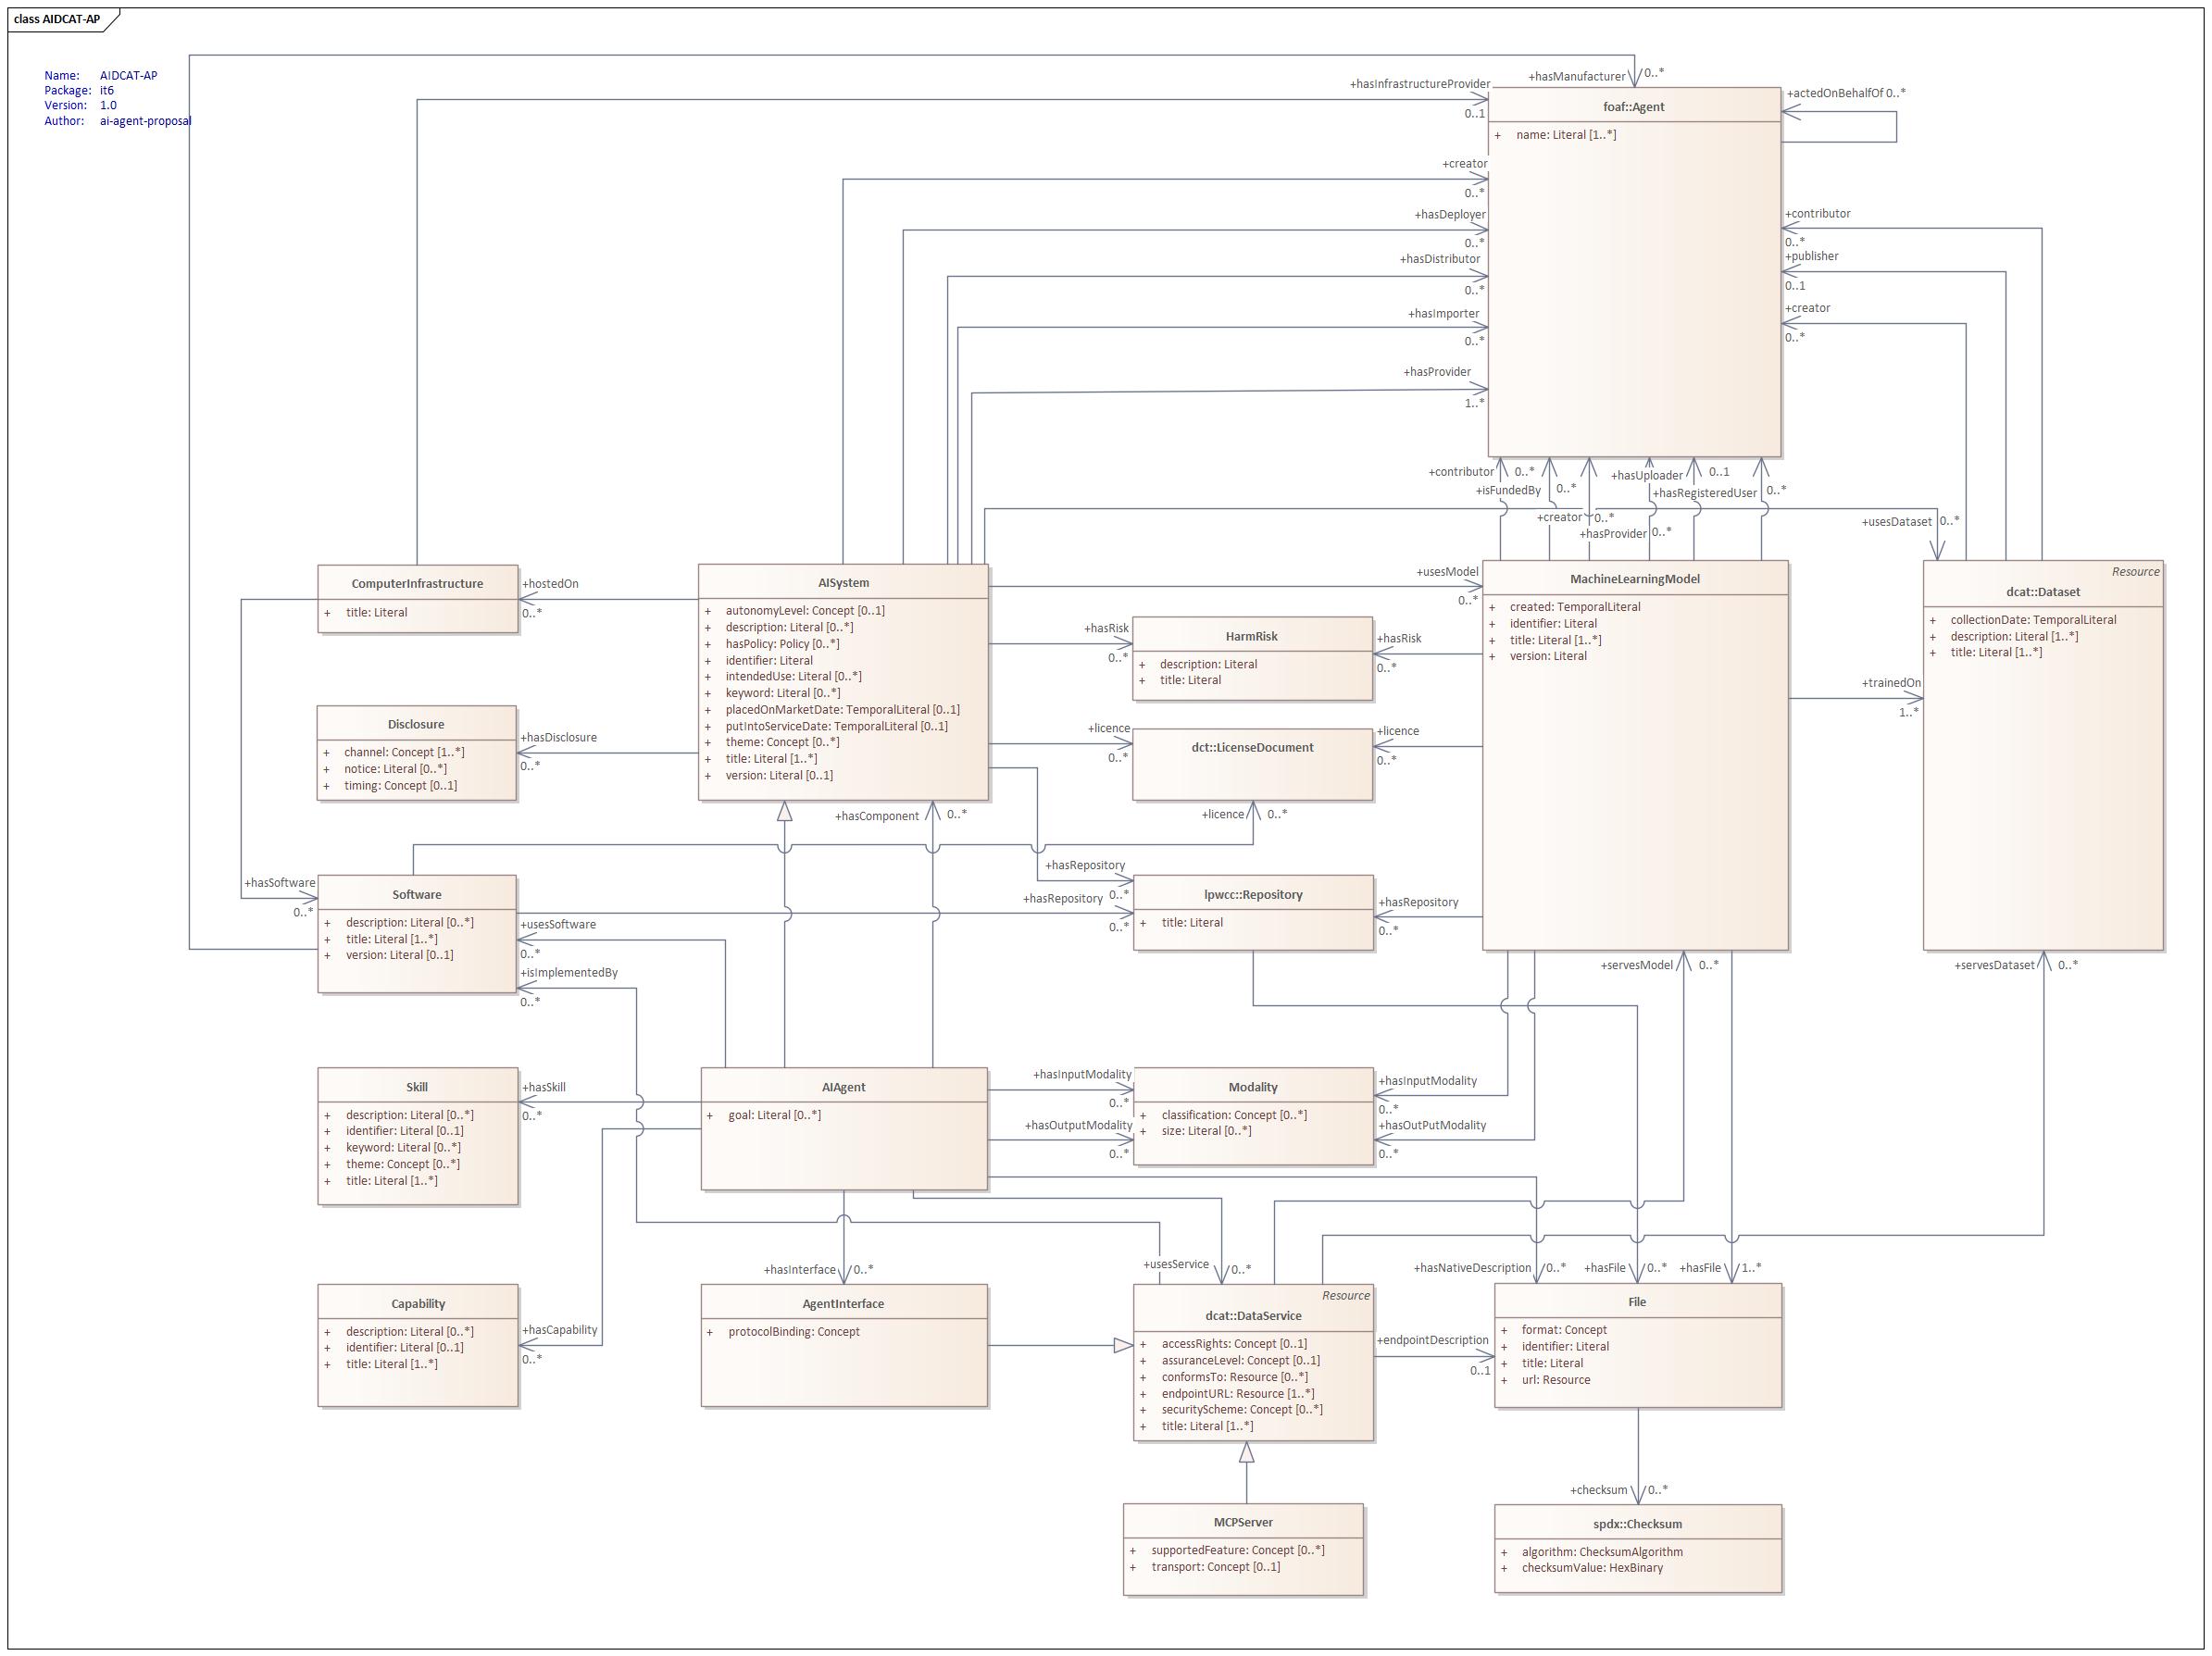 class AIDCAT-AP
Name: AIDCAT-AP
Package: it6
Version: 1.0
Author: ai-agent-proposal
+hasManufacturer 0..*
+hasInfrastructureProvider
0..1
foaf::Agent
+ name: Literal [1..*]
+actedOnBehalfOf 0..*
+creator
0..*
+hasDeployer
0..*
+hasDistributor
0..*
+hasImporter
0..*
+hasProvider
1..*
+contributor
0..*
+publisher
0..1
+creator
0..*
+contributor 0..*
+isFundedBy 0..*
+creator 0..*
+hasProvider 0..*
+hasUploader 0..1
+hasRegisteredUser 0..*
+usesDataset 0..*
ComputerInfrastructure
+ title: Literal
+hostedOn
0..*
AISystem
+ autonomyLevel: Concept [0..1]
+ description: Literal [0..*]
+ hasPolicy: Policy [0..*]
+ identifier: Literal
+ intendedUse: Literal [0..*]
+ keyword: Literal [0..*]
+ placedOnMarketDate: TemporalLiteral [0..1]
+ putIntoServiceDate: TemporalLiteral [0..1]
+ theme: Concept [0..*]
+ title: Literal [1..*]
+ version: Literal [0..1]
+usesModel
0..*
+hasRisk
0..*
HarmRisk
+ description: Literal
+ title: Literal
+hasRisk
0..*
MachineLearningModel
+ created: TemporalLiteral
+ identifier: Literal
+ title: Literal [1..*]
+ version: Literal
Resource
dcat::Dataset
+ collectionDate: TemporalLiteral
+ description: Literal [1..*]
+ title: Literal [1..*]
+trainedOn
1..*
Disclosure
+ channel: Concept [1..*]
+ notice: Literal [0..*]
+ timing: Concept [0..1]
+hasDisclosure
0..*
+licence
0..*
dct::LicenseDocument
+licence
0..*
+hasComponent 0..*
+licence 0..*
+hasSoftware
0..*
Software
+ description: Literal [0..*]
+ title: Literal [1..*]
+ version: Literal [0..1]
+hasRepository
0..*
+hasRepository
0..*
lpwcc::Repository
+ title: Literal
+hasRepository
0..*
+usesSoftware
0..*
+isImplementedBy
0..*
+servesModel 0..*
+servesDataset 0..*
Skill
+ description: Literal [0..*]
+ identifier: Literal [0..1]
+ keyword: Literal [0..*]
+ theme: Concept [0..*]
+ title: Literal [1..*]
+hasSkill
0..*
AIAgent
+ goal: Literal [0..*]
+hasInputModality
0..*
+hasOutputModality
0..*
Modality
+ classification: Concept [0..*]
+ size: Literal [0..*]
+hasInputModality
0..*
+hasOutPutModality
0..*
+hasInterface 0..*
+usesService 0..*
+hasNativeDescription 0..*
+hasFile 0..*
+hasFile 1..*
Capability
+ description: Literal [0..*]
+ identifier: Literal [0..1]
+ title: Literal [1..*]
+hasCapability
0..*
AgentInterface
+ protocolBinding: Concept
Resource
dcat::DataService
+ accessRights: Concept [0..1]
+ assuranceLevel: Concept [0..1]
+ conformsTo: Resource [0..*]
+ endpointURL: Resource [1..*]
+ securityScheme: Concept [0..*]
+ title: Literal [1..*]
+endpointDescription
0..1
File
+ format: Concept
+ identifier: Literal
+ title: Literal
+ url: Resource
+checksum 0..*
MCPServer
+ supportedFeature: Concept [0..*]
+ transport: Concept [0..1]
spdx::Checksum
+ algorithm: ChecksumAlgorithm
+ checksumValue: HexBinary